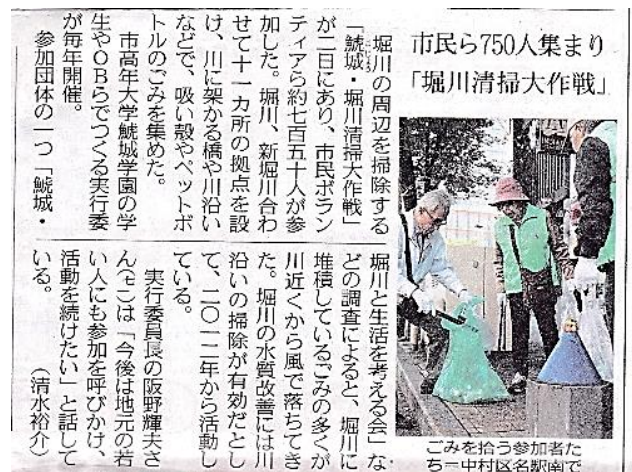 市民ら750人集まり
「堀川清掃大作戦」
堀川の周辺を掃除する
「鯱城・堀川清掃大作戦」
こじょう
が二日にあり、市民ボラン
ティアら約七百五十人が参
加した。堀川、新堀川合わ
せて十一カ所の拠点を設
け、川に架かる橋や川沿い
などで、吸い殻やペットボ
トルのごみを集めた。
市高年大学鯱城学園の学
生やOBらでつくる実行委
が毎年開催。
参加団体の一つ「鯱城・
堀川と生活を考える会」な
どの調査によると、堀川に
堆積しているごみの多くが
川近くから風で落ちてき
た。堀川の水質改善には川
沿いの掃除が有効だとし
て、二〇一二年から活動し
ている。
実行委員長の阪野輝夫さ
ん(七二)は「今後は地元の若
い人にも参加を呼びかけ、
活動を続けたい」と話して
いる。
(清水裕介)
ごみを拾う参加者た
ち=中村区名駅南で